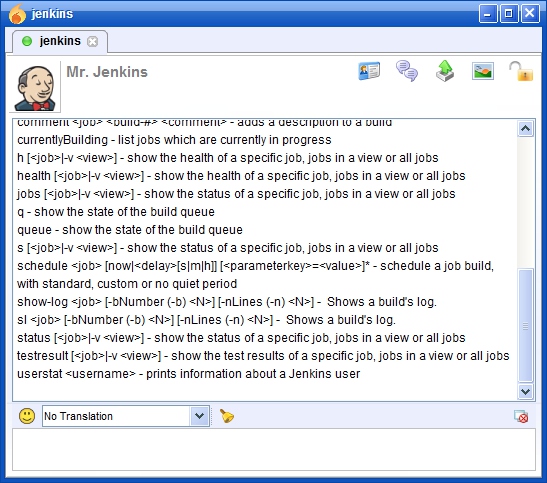 jenkins
jenkins
Mr. Jenkins
comment <job> <build-#> <comment> - adds a description to a build
currentlyBuilding - list jobs which are currently in progress
h [<job>|-v <view>] - show the health of a specific job, jobs in a view or all jobs
health [<job>|-v <view>] - show the health of a specific job, jobs in a view or all jobs
jobs [<job>|-v <view>] - show the status of a specific job, jobs in a view or all jobs
q - show the state of the build queue
queue - show the state of the build queue
s [<job>|-v <view>] - show the status of a specific job, jobs in a view or all jobs
schedule <job> [now|<delay>[s|m|h]] [<parameterkey>=<value>]* - schedule a job build,
with standard, custom or no quiet period
show-log <job> [-bNumber (-b) <N>] [-nLines (-n) <N>] -  Shows a build's log.
sl <job> [-bNumber (-b) <N>] [-nLines (-n) <N>] -  Shows a build's log.
status [<job>|-v <view>] - show the status of a specific job, jobs in a view or all jobs
testresult [<job>|-v <view>] - show the test results of a specific job, jobs in a view or all jobs
userstat <username> - prints information about a Jenkins user
No Translation